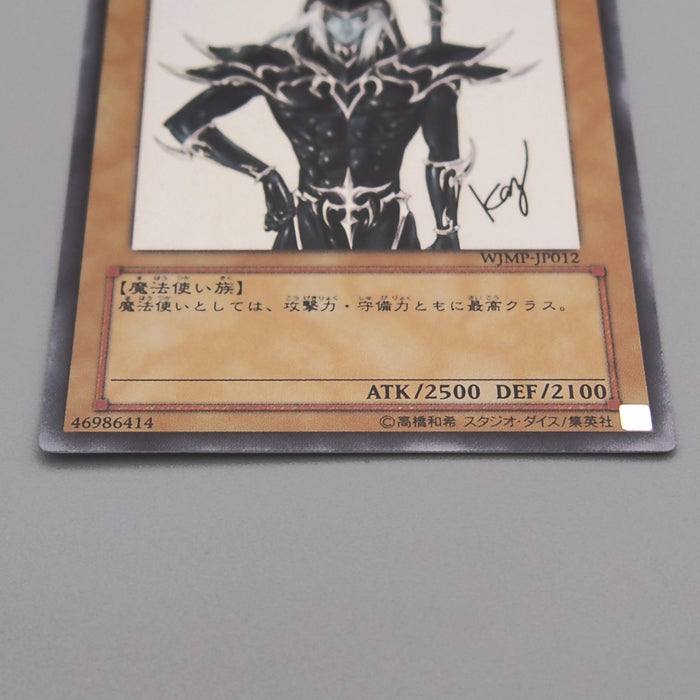 Kaz
WJMP-JP012
【魔法使い族】
魔法使いとしては、攻撃力・守備力ともに最高クラス。
ATK/2500 DEF/2100
46986414 ©高橋和希 スタジオ・ダイス/集英社